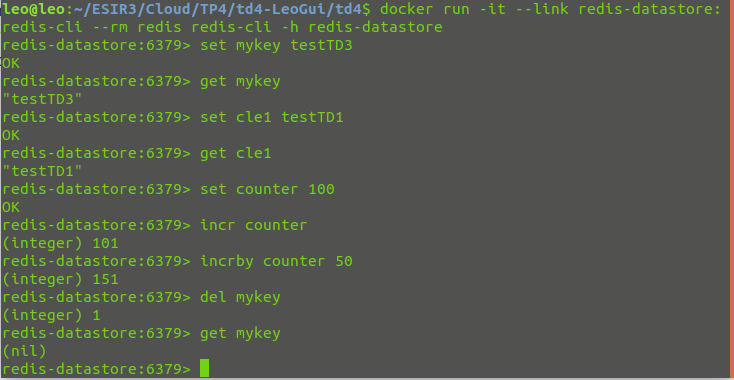 leo@leo:~/ESIR3/Cloud/TP4/td4-LeoGui/td4$ docker run -it --link redis-datastore:
redis-cli --rm redis redis-cli -h redis-datastore
redis-datastore:6379> set mykey testTD3
OK
redis-datastore:6379> get mykey
"testTD3"
redis-datastore:6379> set cle1 testTD1
OK
redis-datastore:6379> get cle1
"testTD1"
redis-datastore:6379> set counter 100
OK
redis-datastore:6379> incr counter
(integer) 101
redis-datastore:6379> incrby counter 50
(integer) 151
redis-datastore:6379> del mykey
(integer) 1
redis-datastore:6379> get mykey
(nil)
redis-datastore:6379>